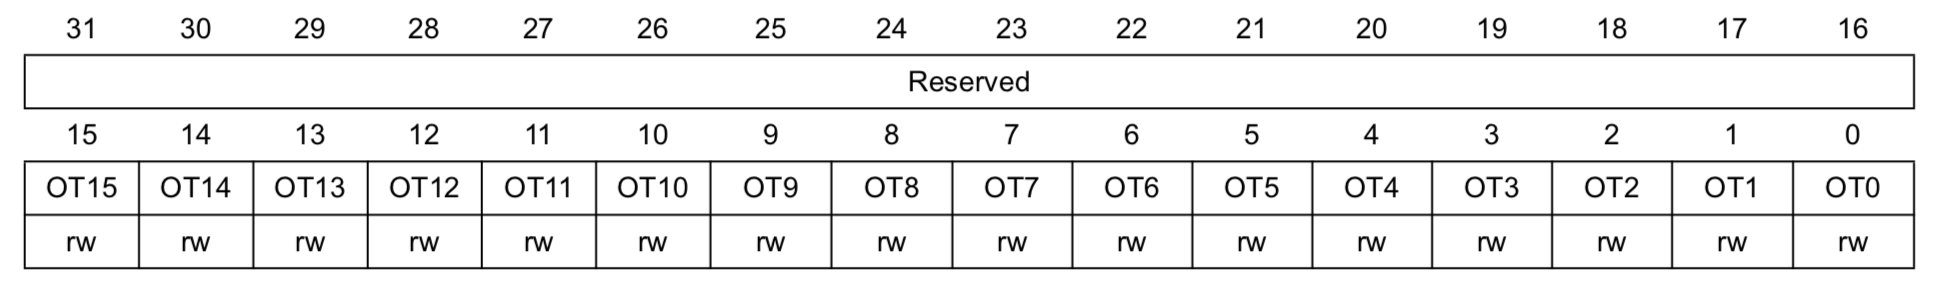 31 30 29 28 27 26 25 24 23 22 21 20 19 18 17 16
Reserved
15 14 13 12 11 10 9 8 7 6 5 4 3 2 1 0
OT15 OT14 OT13 OT12 OT11 OT10 OT9 OT8 OT7 OT6 OT5 OT4 OT3 OT2 OT1 OT0
rw rw rw rw rw rw rw rw rw rw rw rw rw rw rw rw